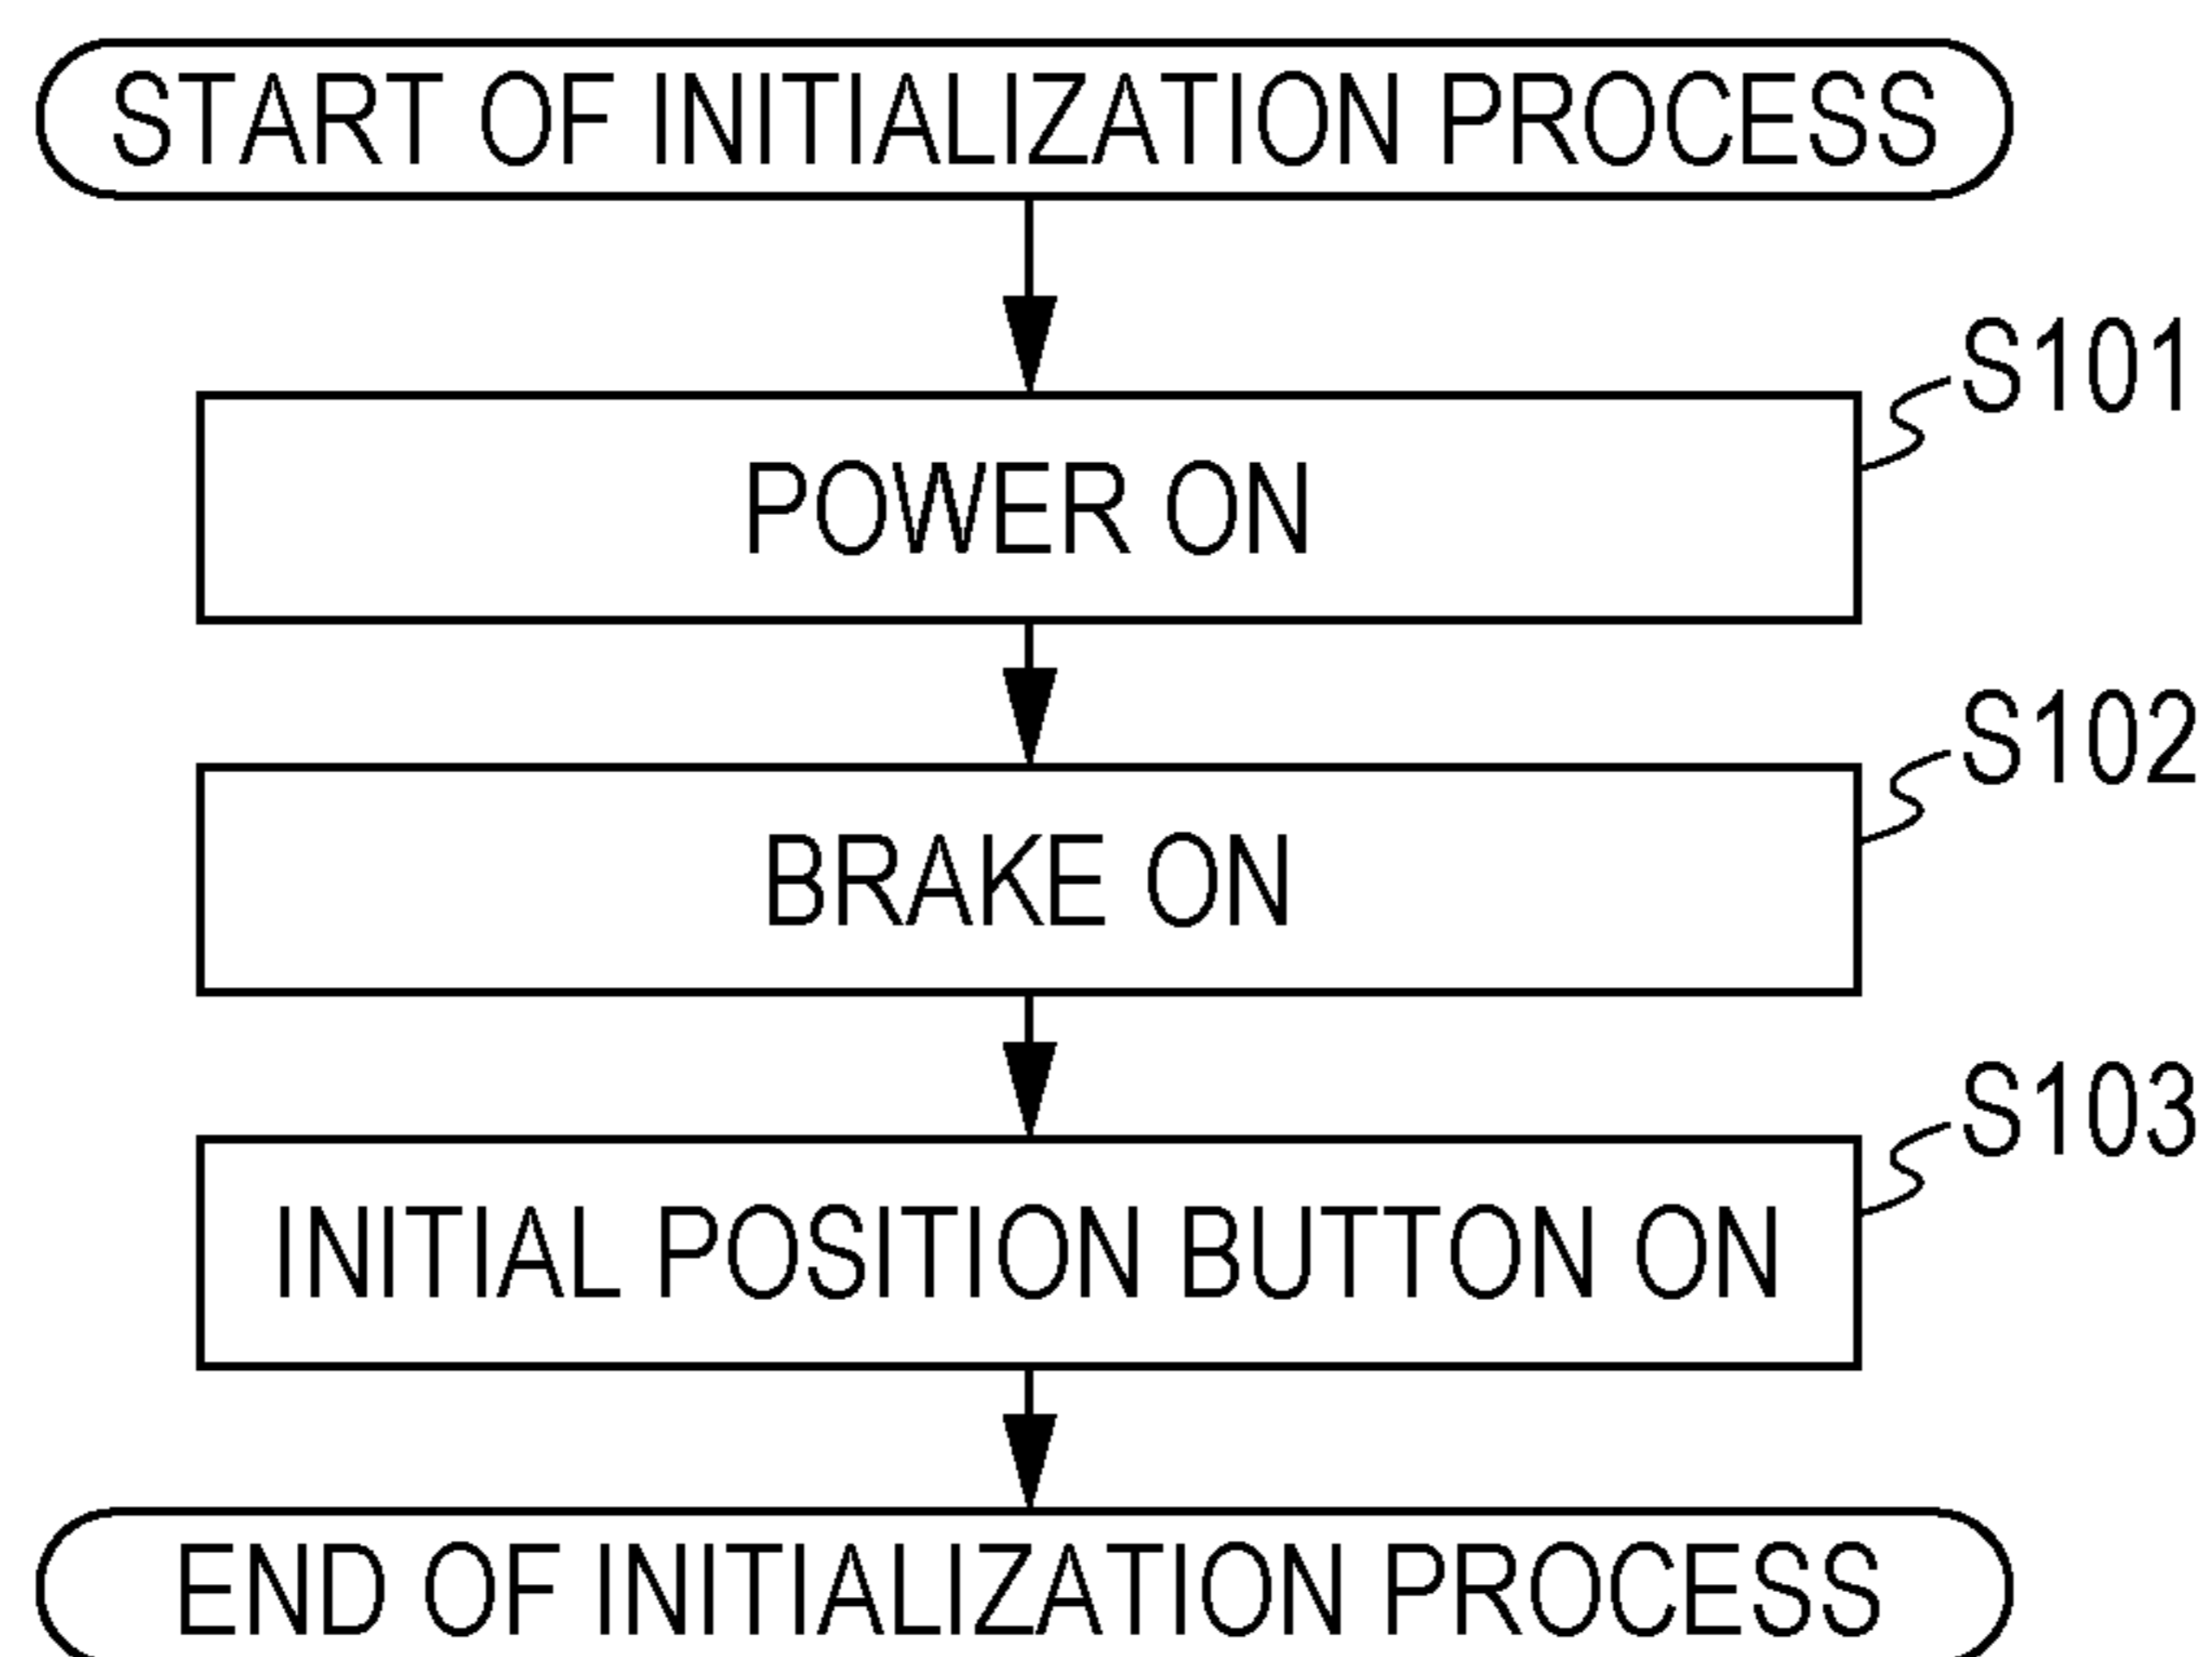 START OF INITIALIZATION PROCESS
S101
POWER ON
S102
BRAKE ON
S103
INITIAL POSITION BUTTON ON
END OF INITIALIZATION PROCESS